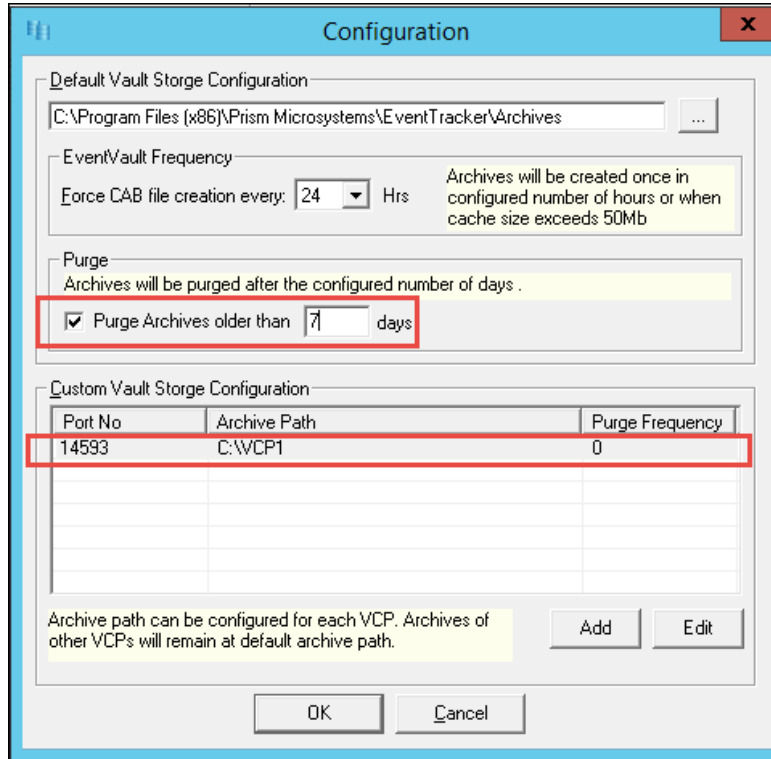 Configuration
x
Default Vault Storge Configuration
C:\Program Files (x86)\Prism Microsystems\EventTracker\Archives
...
EventVault Frequency
Force CAB file creation every: 24 Hrs
Archives will be created once in
configured number of hours or when
cache size exceeds 50Mb
Purge
Archives will be purged after the configured number of days .
Purge Archives older than 7 days
Custom Vault Storge Configuration
Port No Archive Path Purge Frequency
14593 C:\VCP1 0
Archive path can be configured for each VCP. Archives of
other VCPs will remain at default archive path.
Add Edit
OK Cancel